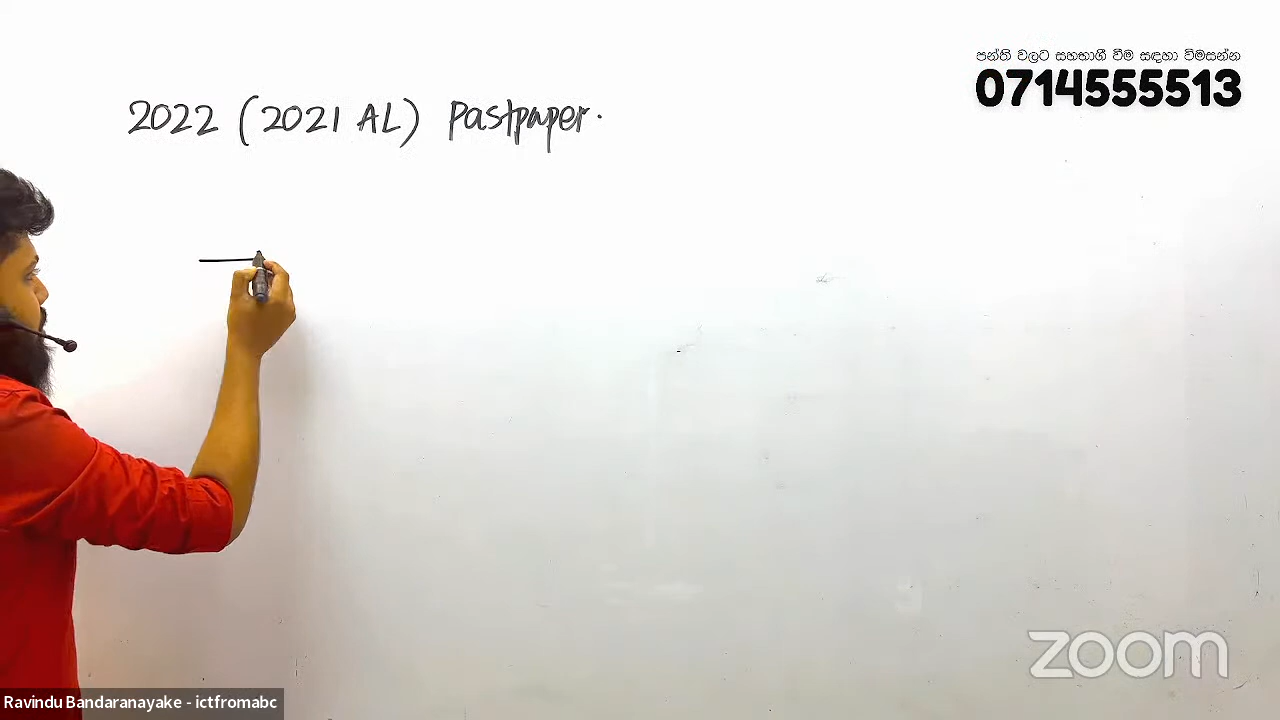 පන්ති වලට සහභාගී වීම සඳහා විමසන්න
0714555513
2022 (2021 AL) Pastpaper.
zoom
Ravindu Bandaranayake - ictfromabc